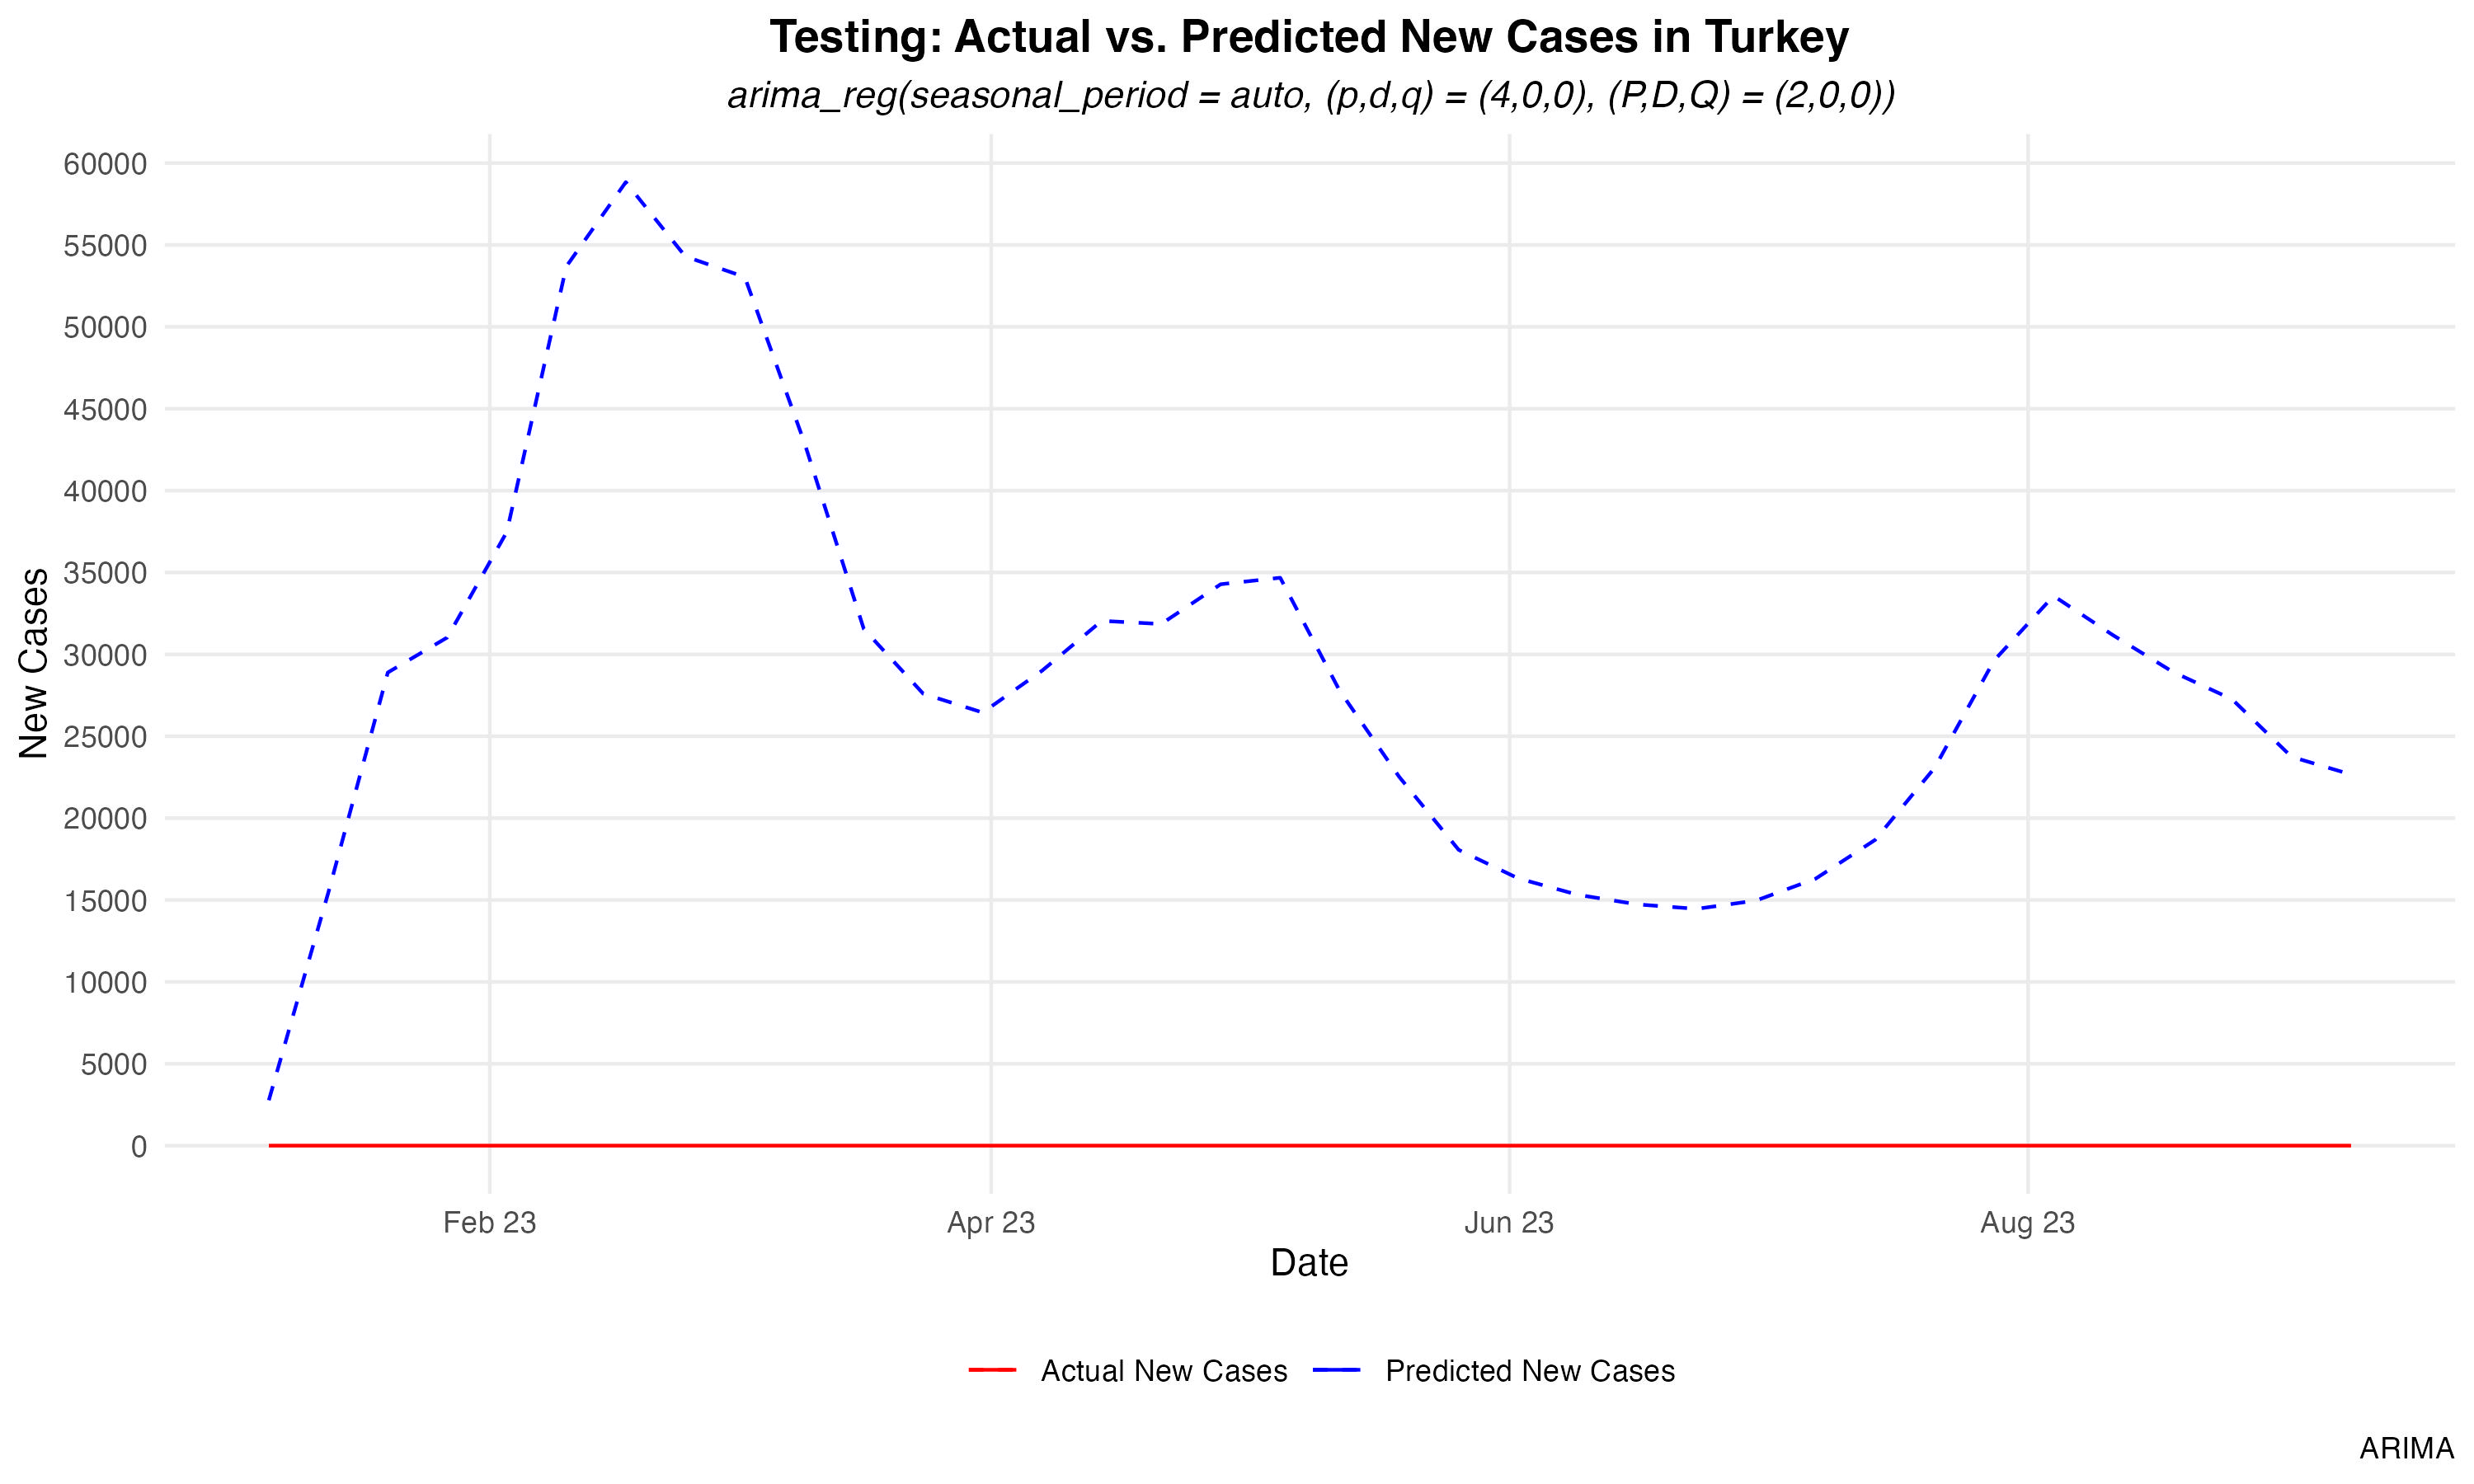 Testing: Actual vs. Predicted New Cases in Turkey
arima_reg(seasonal_period = auto, (p,d,q) = (4,0,0), (P,D,Q) = (2,0,0))
New Cases
60000
55000
50000
45000
40000
35000
30000
25000
20000
15000
10000
5000
0
Feb 23 Apr 23 Jun 23 Aug 23
Date
Actual New Cases Predicted New Cases
ARIMA